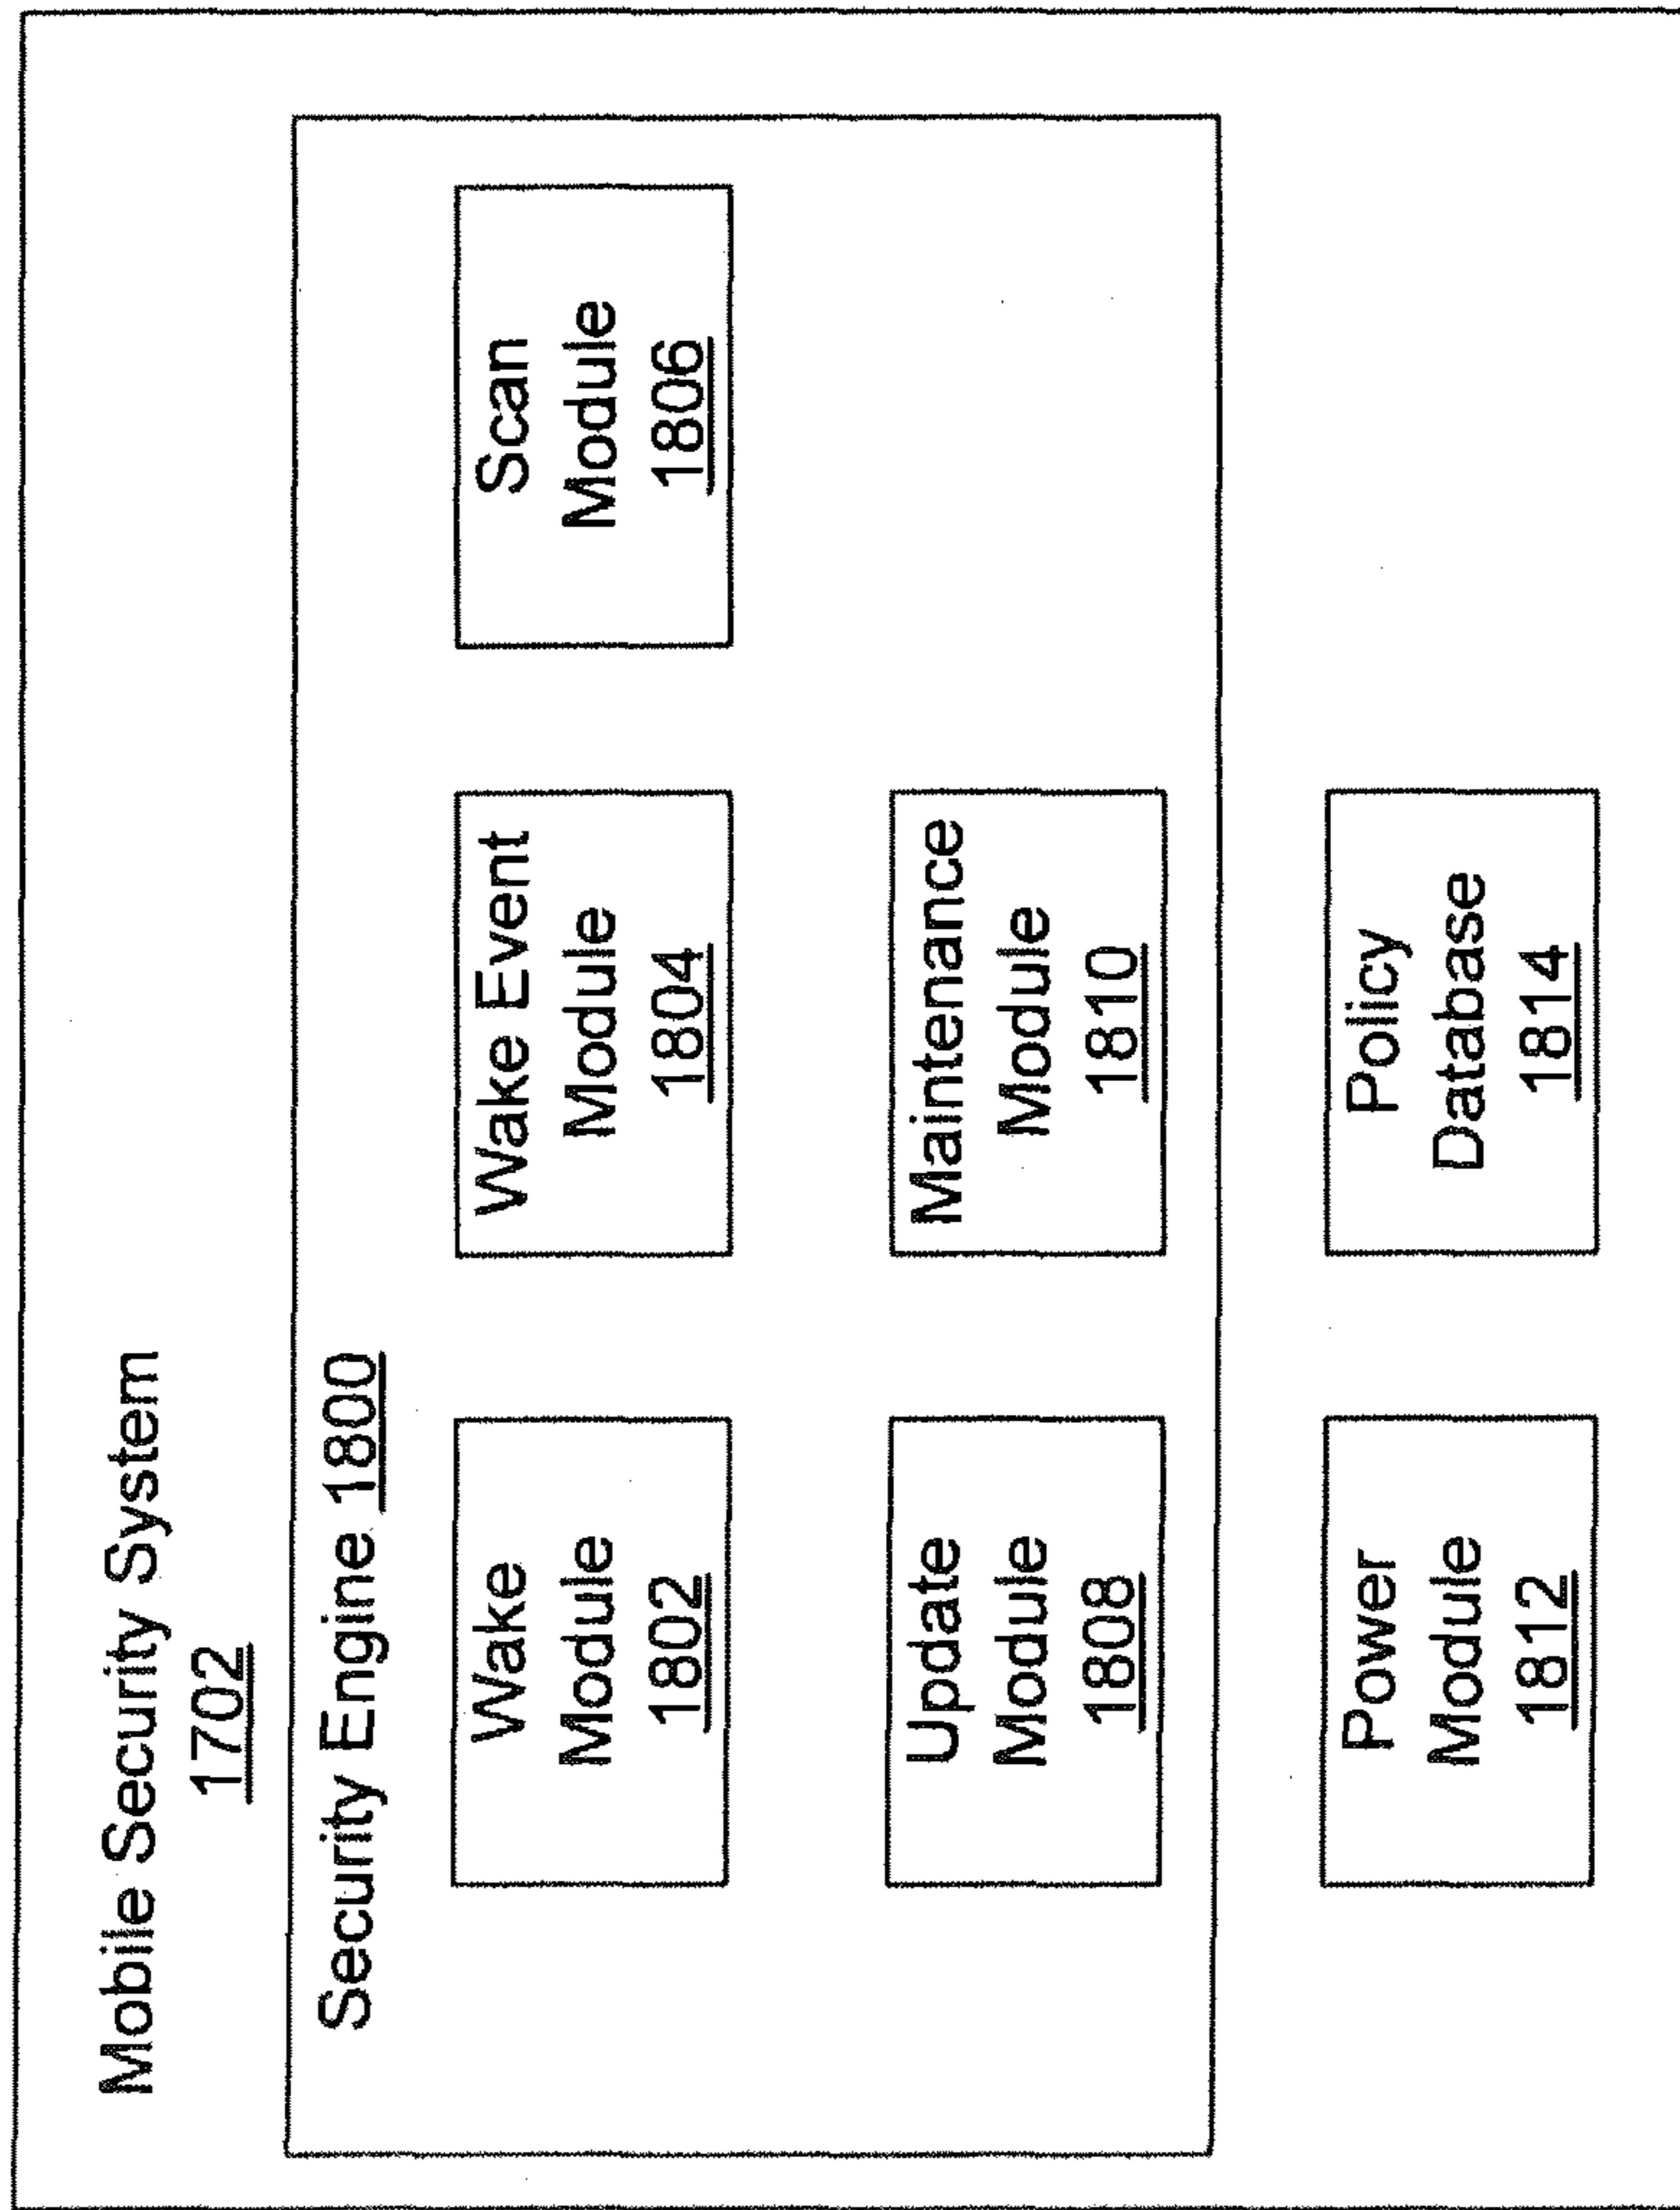 Mobile Security System
1702
Security Engine 1800
Wake
Module
1802
Wake Event
Module
1804
Scan
Module
1806
Update
Module
1808
Maintenance
Module
1810
Power
Module
1812
Policy
Database
1814